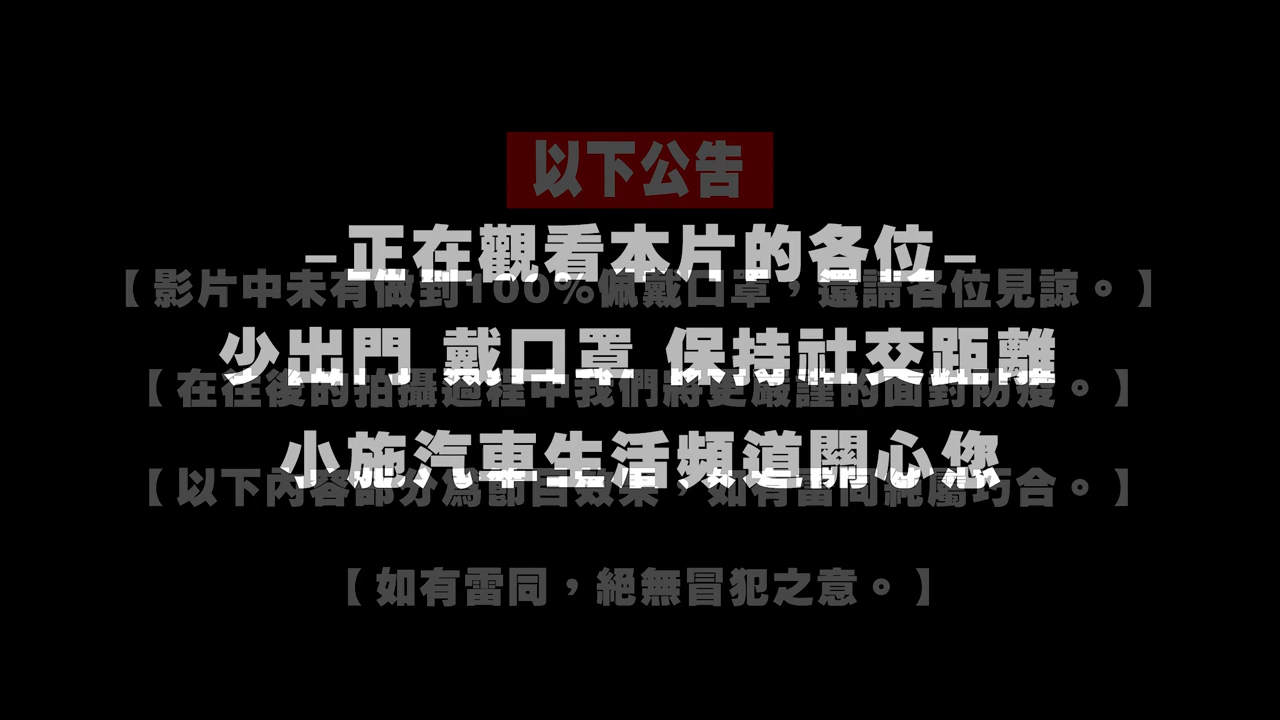 以下公告
–正在觀看本片的各位–
【影片中未有做到100%佩戴口罩，還請各位見諒。】
少出門 戴口罩 保持社交距離
【在往後的拍攝過程中我們將更嚴謹的面對防疫。】
小施汽車生活頻道關心您
【以下內容部分為節目效果，如有雷同純屬巧合。】
【如有雷同，絕無冒犯之意。】